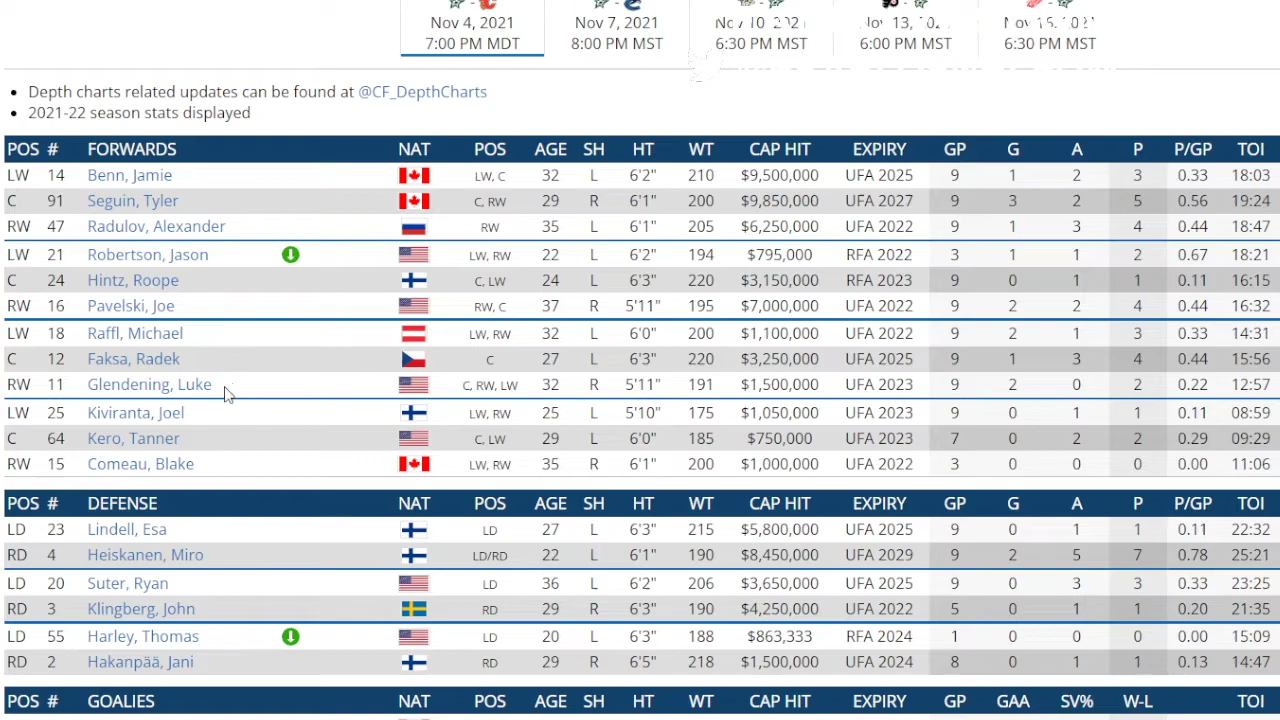 Nov 4, 2021 Nov 7, 2021 2021 2021
7:00 PM MDT 8:00 PM MST 6:30 PM MST 6:00 PM MST 6:30 PM MST
Depth charts related updates can be found at @CF_DepthCharts
2021-22 season stats displayed
POS # FORWARDS NAT POS AGE SH HT WT CAP HIT EXPIRY GP G A P P/GP TOI
LW 14 Benn, Jamie LW, C 32 L 6'2" 210 $9,500,000 UFA 2025 9 1 2 3 0.33 18:03
C 91 Seguin, Tyler C, RW 29 R 6'1" 200 $9,850,000 UFA 2027 9 3 2 5 0.56 19:24
RW 47 Radulov, Alexander RW 35 L 6'1" 205 $6,250,000 UFA 2022 9 1 3 4 0.44 18:47
LW 21 Robertson, Jason LW, RW 22 L 6'2" 194 $795,000 RFA 2022 3 1 1 2 0.67 18:21
C 24 Hintz, Roope C, LW 24 L 6'3" 220 $3,150,000 RFA 2023 9 0 1 1 0.11 16:15
RW 16 Pavelski, Joe RW, C 37 R 5'11" 195 $7,000,000 UFA 2022 9 2 2 4 0.44 16:32
LW 18 Raffl, Michael LW, RW 32 L 6'0" 200 $1,100,000 UFA 2022 9 2 1 3 0.33 14:31
C 12 Faksa, Radek C 27 L 6'3" 220 $3,250,000 UFA 2025 9 1 3 4 0.44 15:56
RW 11 Glendening, Luke C, RW, LW 32 R 5'11" 191 $1,500,000 UFA 2023 9 2 0 2 0.22 12:57
LW 25 Kiviranta, Joel LW, RW 25 L 5'10" 175 $1,050,000 UFA 2023 9 0 1 1 0.11 08:59
C 64 Kero, Tanner C, LW 29 L 6'0" 185 $750,000 UFA 2023 7 0 2 2 0.29 09:29
RW 15 Comeau, Blake LW, RW 35 R 6'1" 200 $1,000,000 UFA 2022 3 0 0 0 0.00 11:06
POS # DEFENSE NAT POS AGE SH HT WT CAP HIT EXPIRY GP G A P P/GP TOI
LD 23 Lindell, Esa LD 27 L 6'3" 215 $5,800,000 UFA 2025 9 0 1 1 0.11 22:32
RD 4 Heiskanen, Miro LD/RD 22 L 6'1" 190 $8,450,000 UFA 2029 9 2 5 7 0.78 25:21
LD 20 Suter, Ryan LD 36 L 6'2" 206 $3,650,000 UFA 2025 9 0 3 3 0.33 23:23
RD 3 Klingberg, John RD 29 R 6'3" 190 $4,250,000 UFA 2022 5 0 1 1 0.20 21:35
LD 55 Harley, Thomas LD 20 L 6'3" 188 $863,333 UFA 2024 1 0 0 0 0.00 15:09
RD 2 Hakanpää, Jani RD 29 R 6'5" 218 $1,500,000 UFA 2024 8 0 1 1 0.13 14:47
POS # GOALIES NAT POS AGE SH HT WT CAP HIT EXPIRY GP GAA SV% W-L TOI